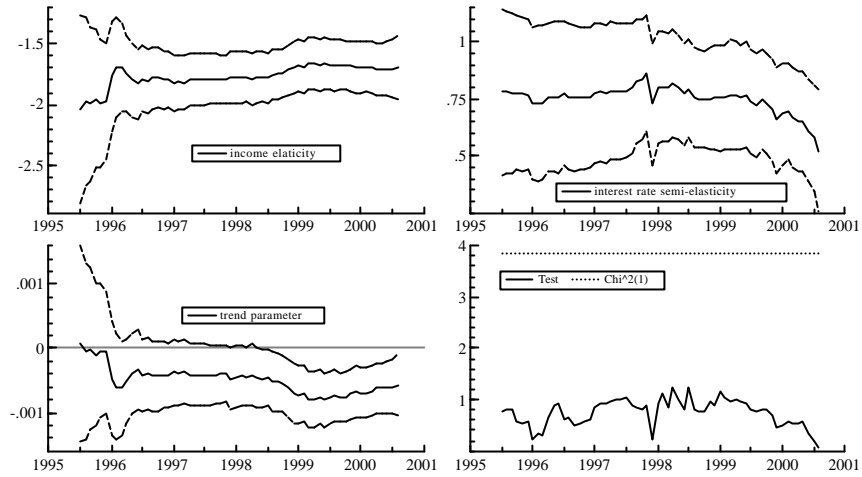 -1.5
-2
-2.5
income elaticity
1995 1996 1997 1998 1999 2000 2001
1
.75
.5
interest rate semi-elasticity
1995 1996 1997 1998 1999 2000 2001
.001
0
-.001
trend parameter
1995 1996 1997 1998 1999 2000 2001
4
3
2
1
Test Chi^2(1)
1995 1996 1997 1998 1999 2000 2001